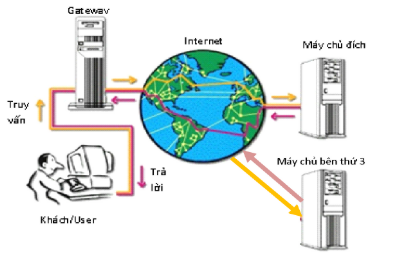 Gateway
Internet
Máy chủ đích
Truy
vấn
Máy chủ bên thứ 3
Trả
lời
Khách/User